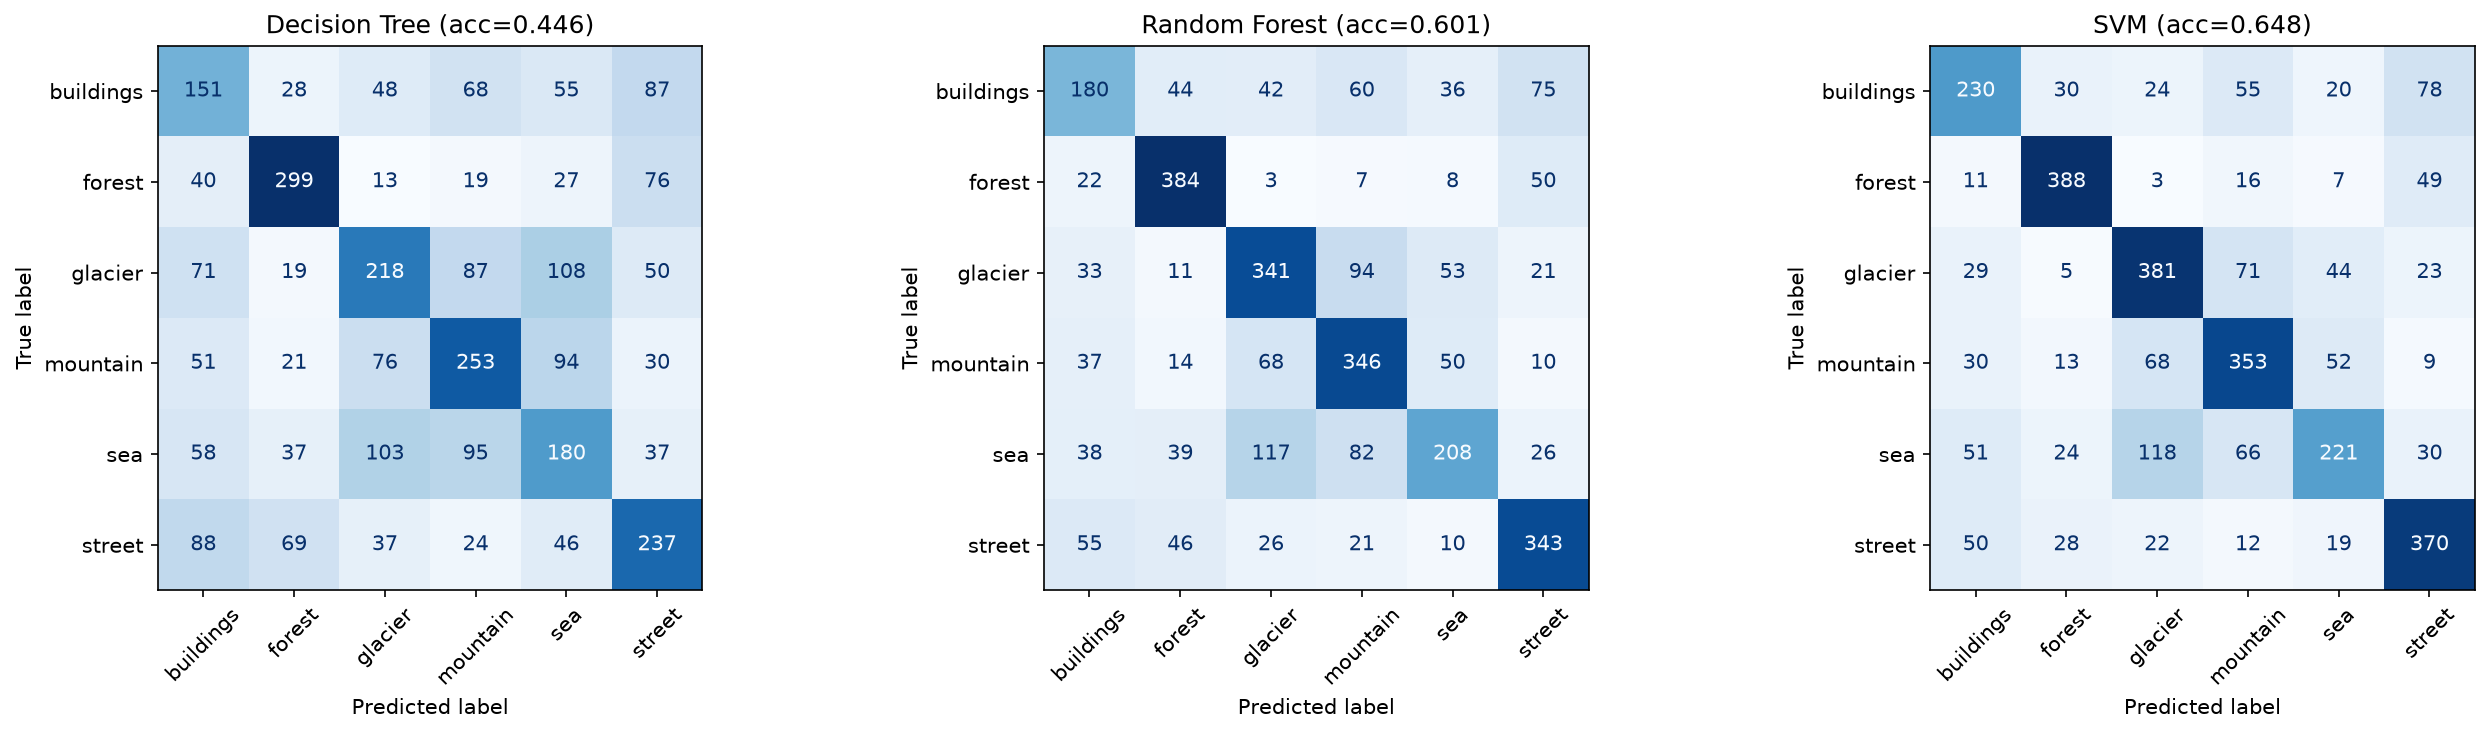 Decision Tree (acc=0.446)
True label
buildings 151 28 48 68 55 87
forest 40 299 13 19 27 76
glacier 71 19 218 87 108 50
mountain 51 21 76 253 94 30
sea 58 37 103 95 180 37
street 88 69 37 24 46 237
buildings forest glacier mountain sea street
Predicted label
Random Forest (acc=0.601)
True label
buildings 180 44 42 60 36 75
forest 22 384 3 7 8 50
glacier 33 11 341 94 53 21
mountain 37 14 68 346 50 10
sea 38 39 117 82 208 26
street 55 46 26 21 10 343
buildings forest glacier mountain sea street
Predicted label
SVM (acc=0.648)
True label
buildings 230 30 24 55 20 78
forest 11 388 3 16 7 49
glacier 29 5 381 71 44 23
mountain 30 13 68 353 52 9
sea 51 24 118 66 221 30
street 50 28 22 12 19 370
buildings forest glacier mountain sea street
Predicted label